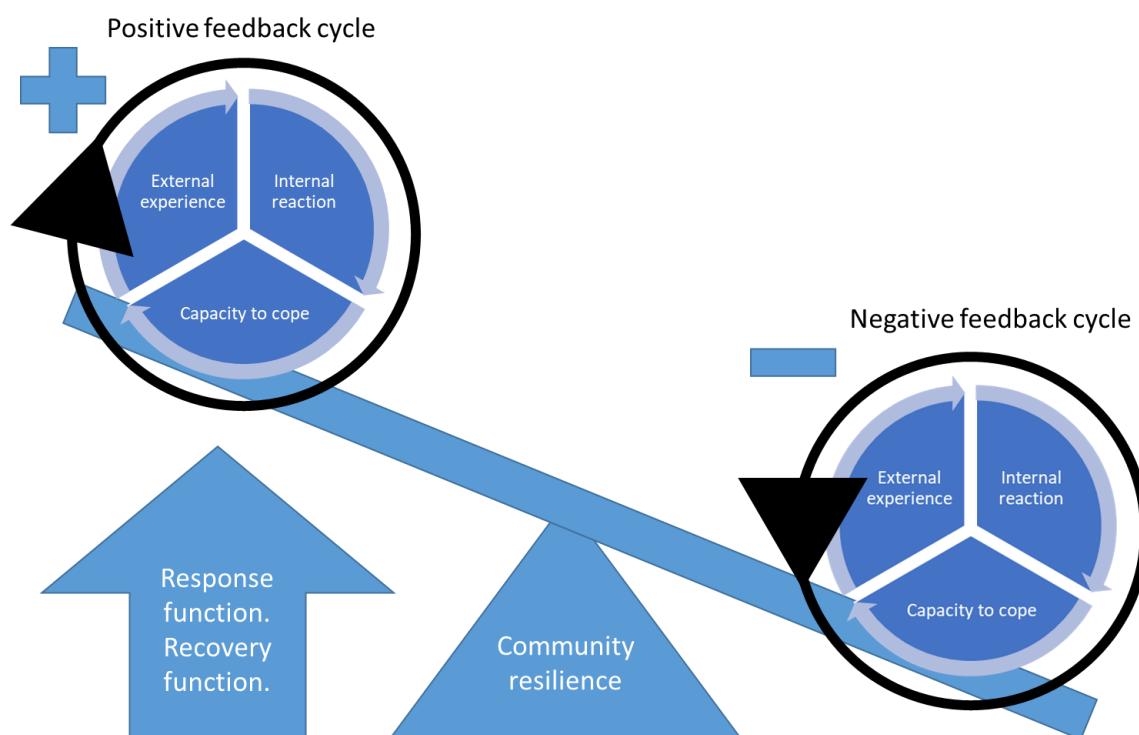 Positive feedback cycle
External
experience
Internal
reaction
Capacity to cope
Negative feedback cycle
External
experience
Internal
reaction
Capacity to cope
Response
function.
Recovery
function.
Community
resilience